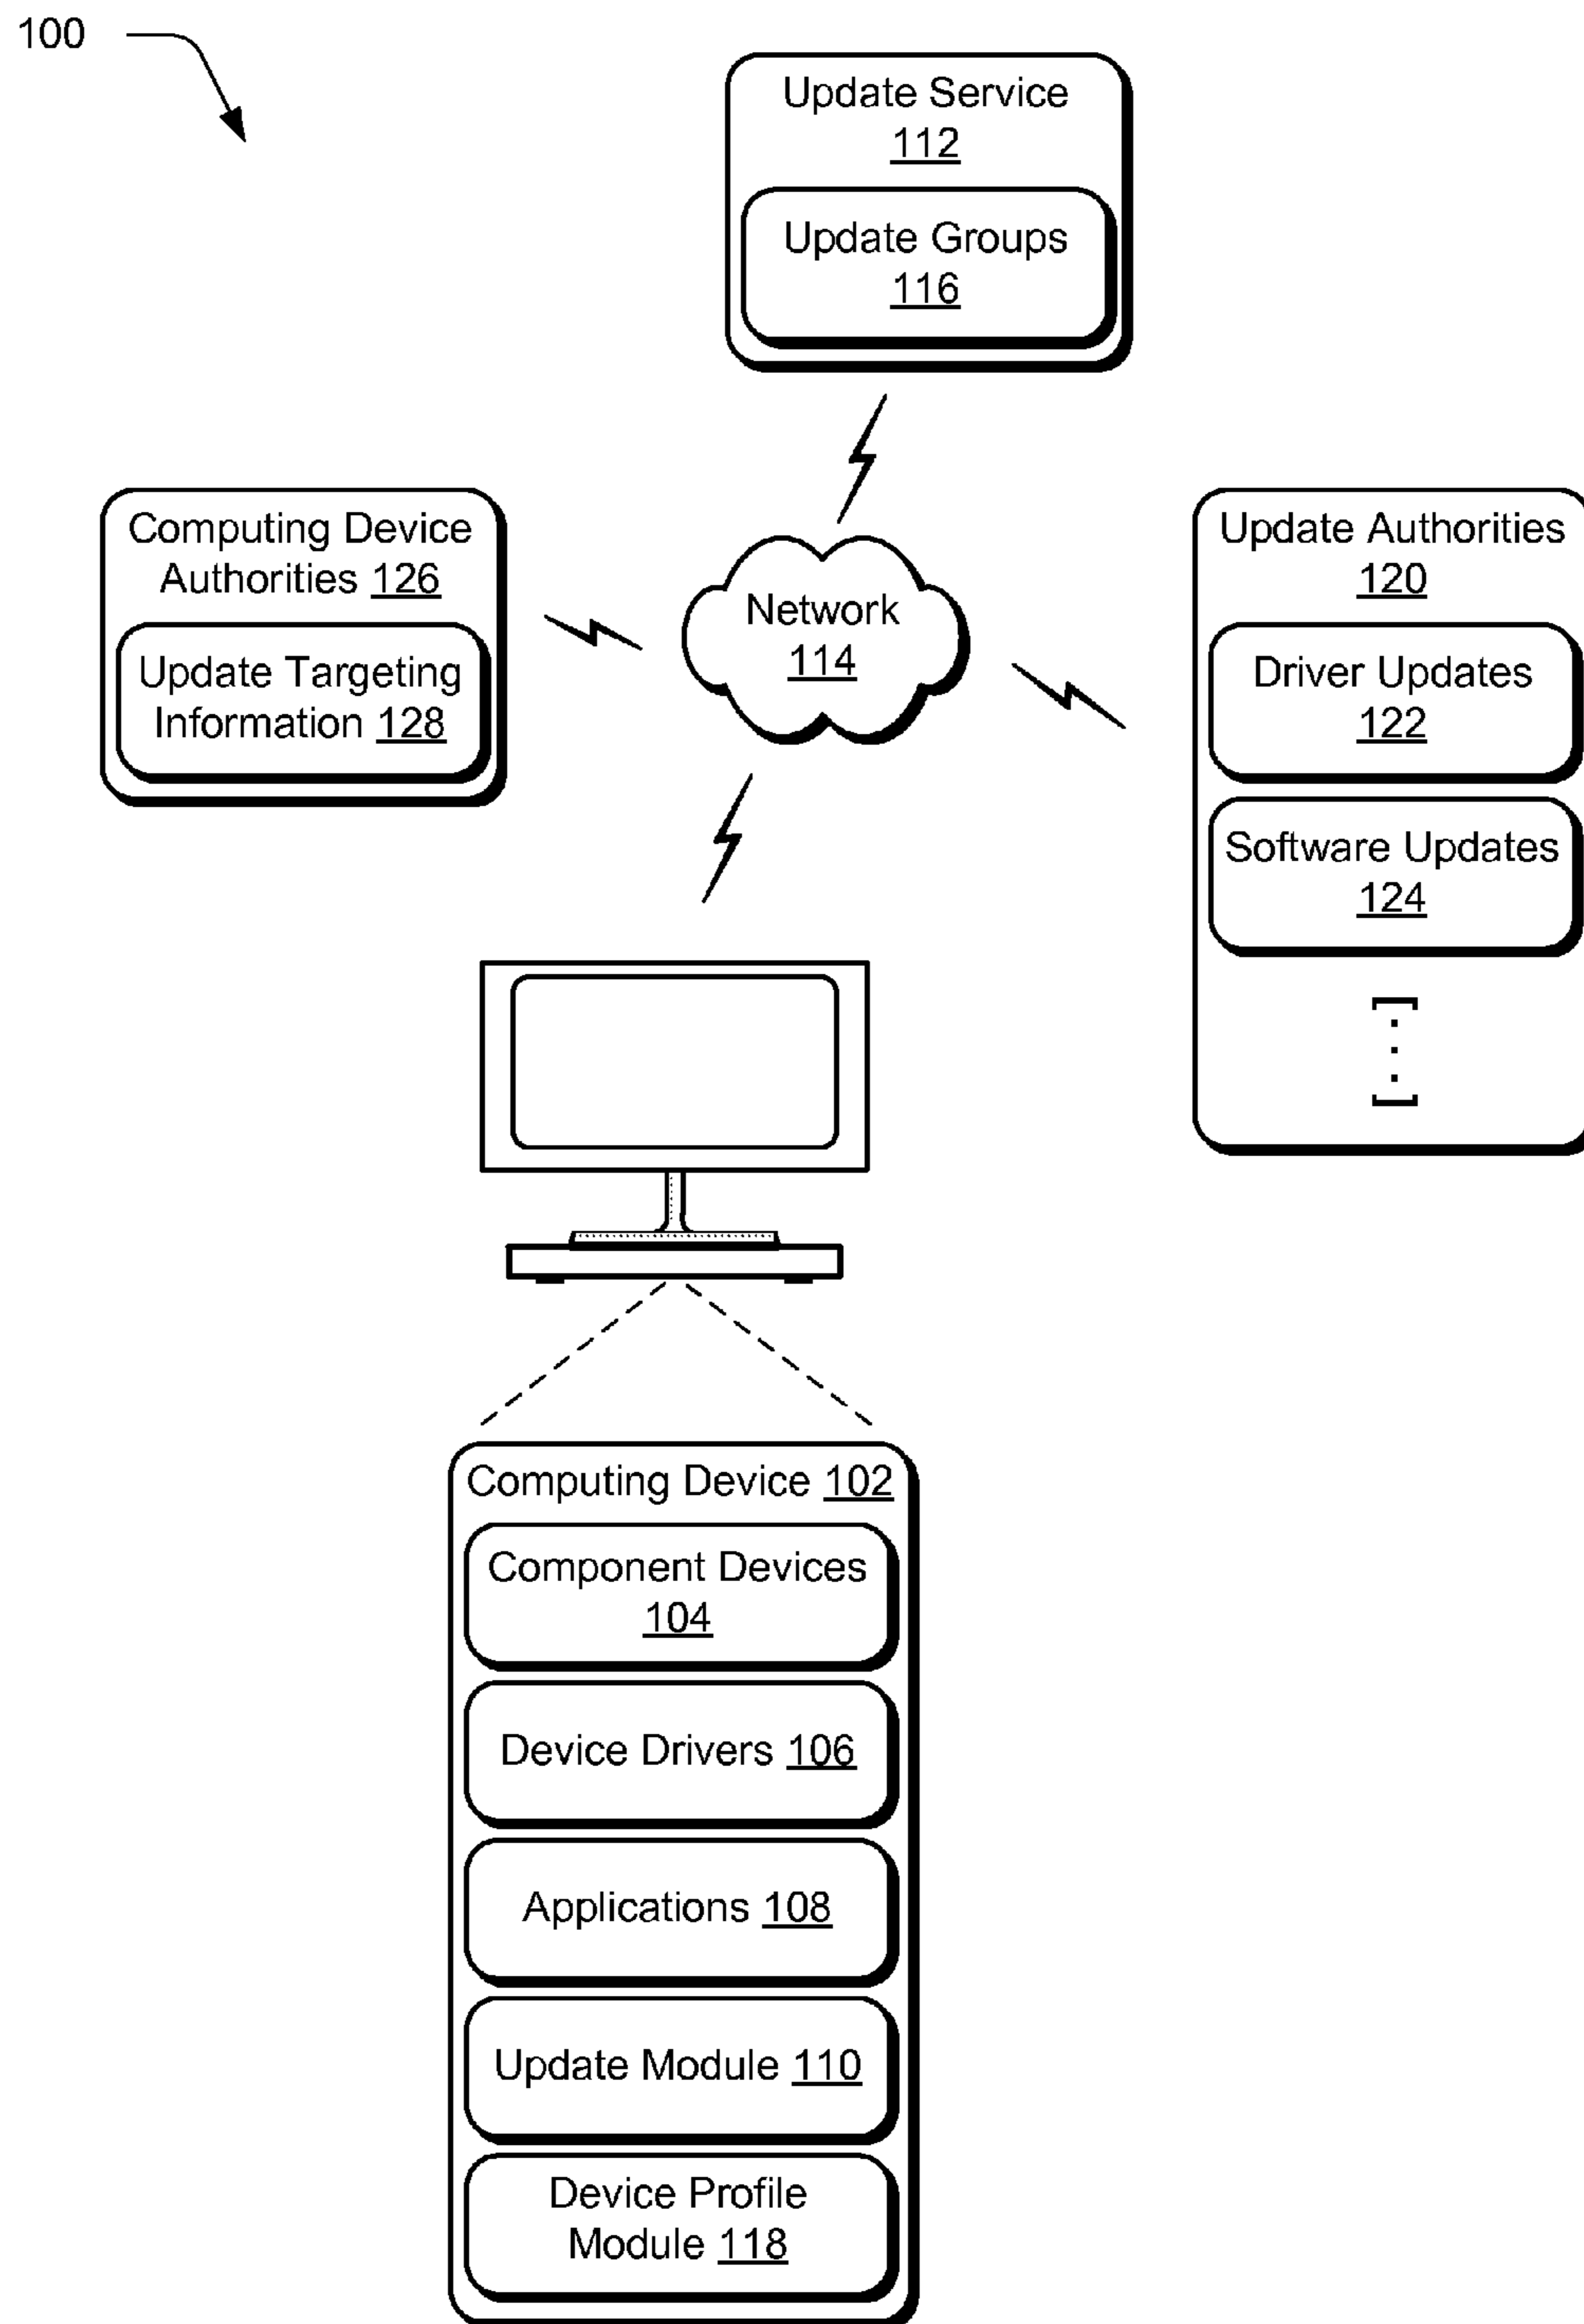 100
Update Service
112
Update Groups
116
Computing Device
Authorities 126
Update Targeting
Information 128
Network
114
Update Authorities
120
Driver Updates
122
Software Updates
124
Computing Device 102
Component Devices
104
Device Drivers 106
Applications 108
Update Module 110
Device Profile
Module 118